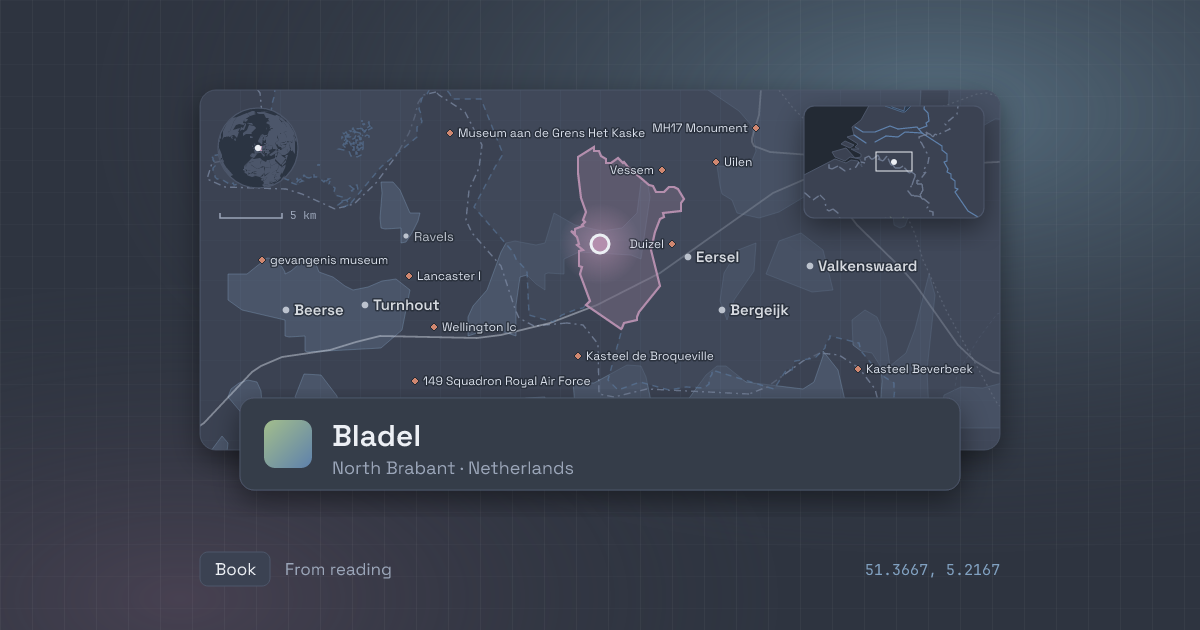 Museum aan de Grens Het Kaske
MH17 Monument
Vessem
Uilen
5 km
Ravels
Duizel
Eersel
gevangenis museum
Lancaster I
Valkenswaard
Beerse
Turnhout
Bergeijk
Wellington Ic
Kasteel de Broqueville
Kasteel Beverbeek
149 Squadron Royal Air Force
Bladel
North Brabant · Netherlands
Book
From reading
51.3667, 5.2167